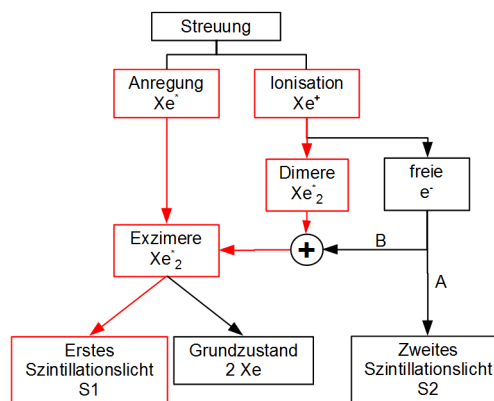 Streuung
Anregung
Xe*
Ionisation
Xe+
Dimere
Xe*2
freie
e-
Exzimere
Xe*2
+
B
A
Erstes
Szintillationslicht
S1
Grundzustand
2 Xe
Zweites
Szintillationslicht
S2